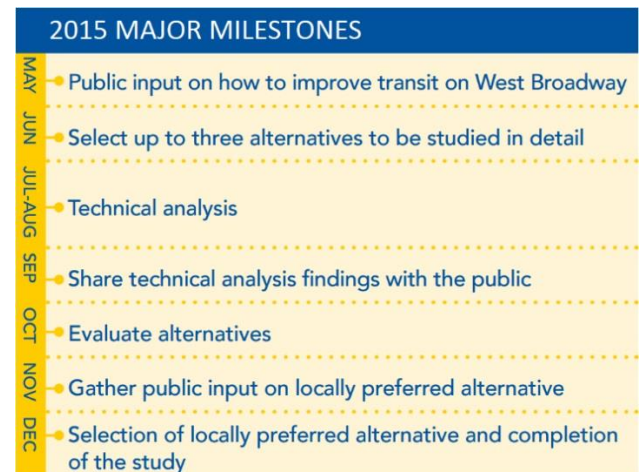 2015 MAJOR MILESTONES
MAY
Public input on how to improve transit on West Broadway
JUN
Select up to three alternatives to be studied in detail
JUL-AUG
Technical analysis
SEP
Share technical analysis findings with the public
OCT
Evaluate alternatives
NOV
Gather public input on locally preferred alternative
DEC
Selection of locally preferred alternative and completion
of the study